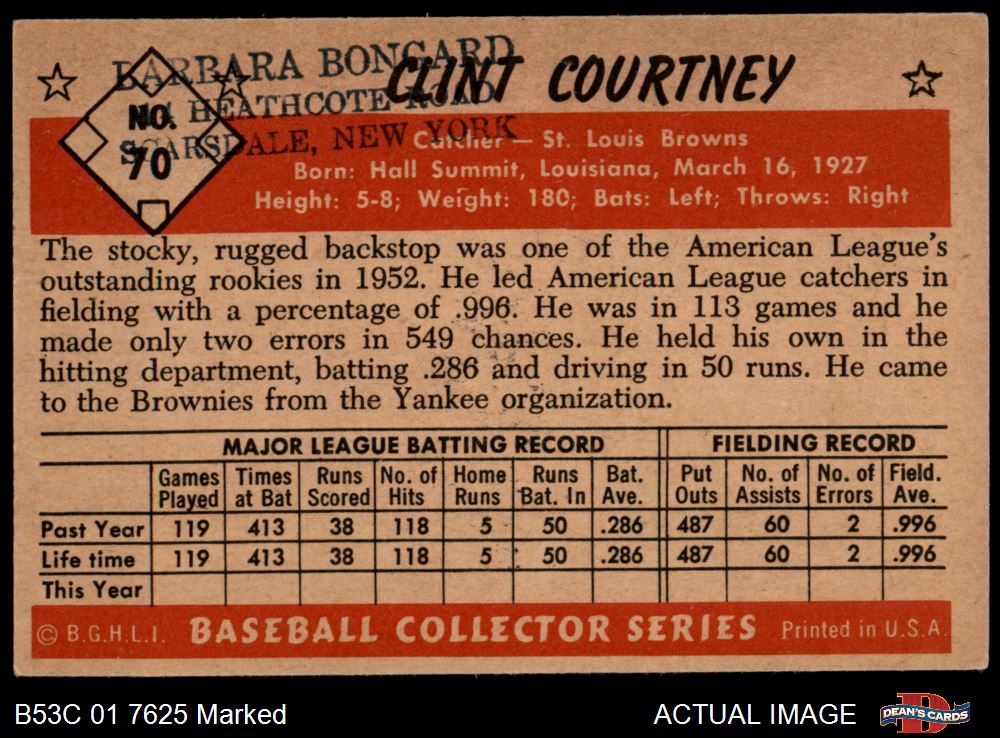 BARBARA BONGARD
HEATHCOTE ROAD
SCARSDALE, NEW YORK
CLINT COURTNEY
NO.
70
Catcher — St. Louis Browns
Born: Hall Summit, Louisiana, March 16, 1927
Height: 5-8; Weight: 180; Bats: Left; Throws: Right
The stocky, rugged backstop was one of the American League's
outstanding rookies in 1952. He led American League catchers in
fielding with a percentage of .996. He was in 113 games and he
made only two errors in 549 chances. He held his own in the
hitting department, batting .286 and driving in 50 runs. He came
to the Brownies from the Yankee organization.
MAJOR LEAGUE BATTING RECORD FIELDING RECORD
Games Times Runs No. of Home Runs Bat. Put No. of No. of Field.
Played at Bat Scored Hits Runs Bat. In Ave. Outs Assists Errors Ave.
Past Year 119 413 38 118 5 50 .286 487 60 2 .996
Life time 119 413 38 118 5 50 .286 487 60 2 .996
This Year
© B.G.H.L.I. BASEBALL COLLECTOR SERIES Printed in U.S.A.
B53C 01 7625 Marked ACTUAL IMAGE DEAN'S CARDS